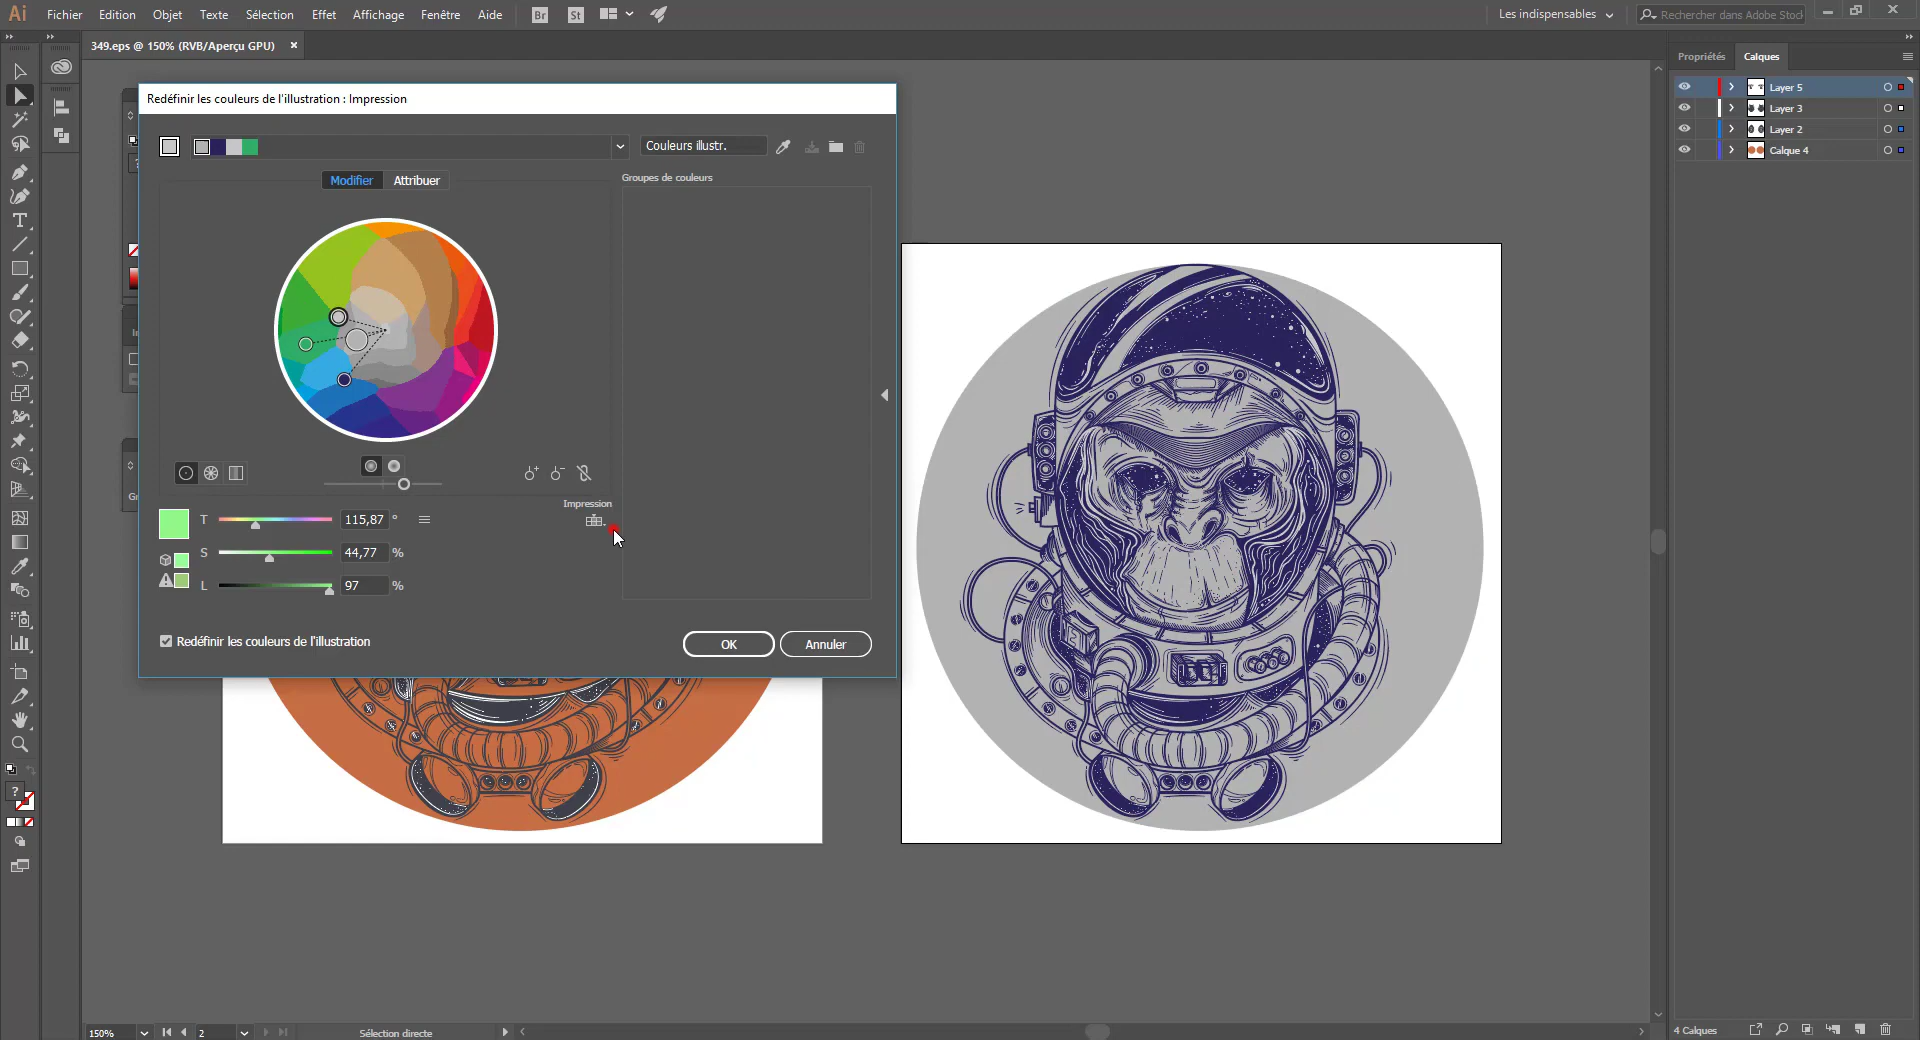 Ai Fichier Edition Objet Texte Sélection Effet Affichage Fenêtre Aide Br St Les indispensables Rechercher dans Adobe Stock
349.eps @ 150% (RVB/Aperçu GPU) ×
Propriétés Calques
Redéfinir les couleurs de l'illustration : Impression
Layer 5
Layer 3
Layer 2
Calque 4
Couleurs illustr.
Modifier Attribuer
Groupes de couleurs
Impression
T 115,87 °
S 44,77 %
L 97 %
Redéfinir les couleurs de l'illustration
OK Annuler
150% 2 Sélection directe
4 Calques